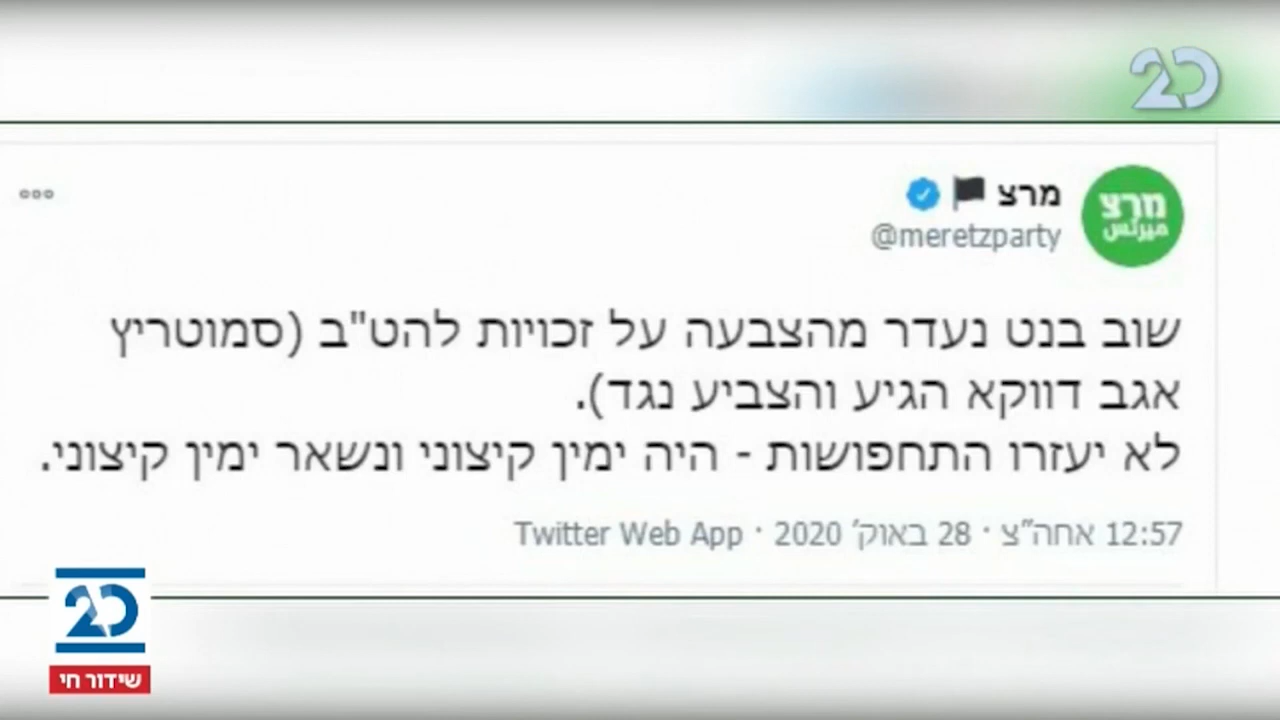 20
מרצ
@meretzparty
מרצ
ميرتس
שוב בנט נעדר מהצבעה על זכויות להט"ב (סמוטריץ
אגב דווקא הגיע והצביע נגד).
לא יעזרו התחפושות - היה ימין קיצוני ונשאר ימין קיצוני.
12:57 אחה״צ · 28 באוק׳ 2020 · Twitter Web App
20
שידור חי